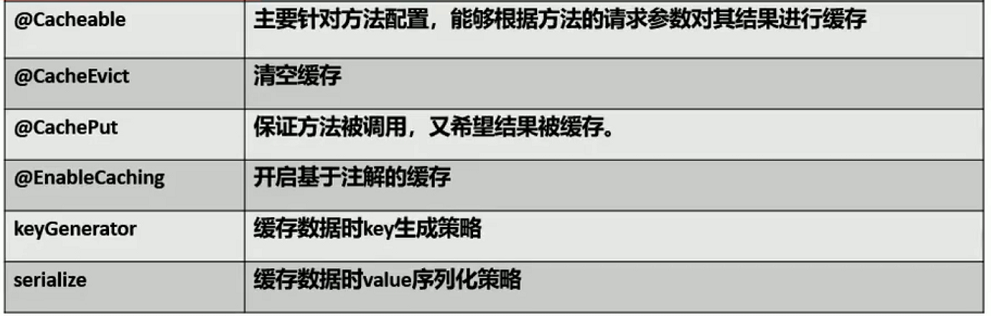 @Cacheable 主要针对方法配置，能够根据方法的请求参数对其结果进行缓存
@CacheEvict 清空缓存
@CachePut 保证方法被调用，又希望结果被缓存。
@EnableCaching 开启基于注解的缓存
keyGenerator 缓存数据时key生成策略
serialize 缓存数据时value序列化策略